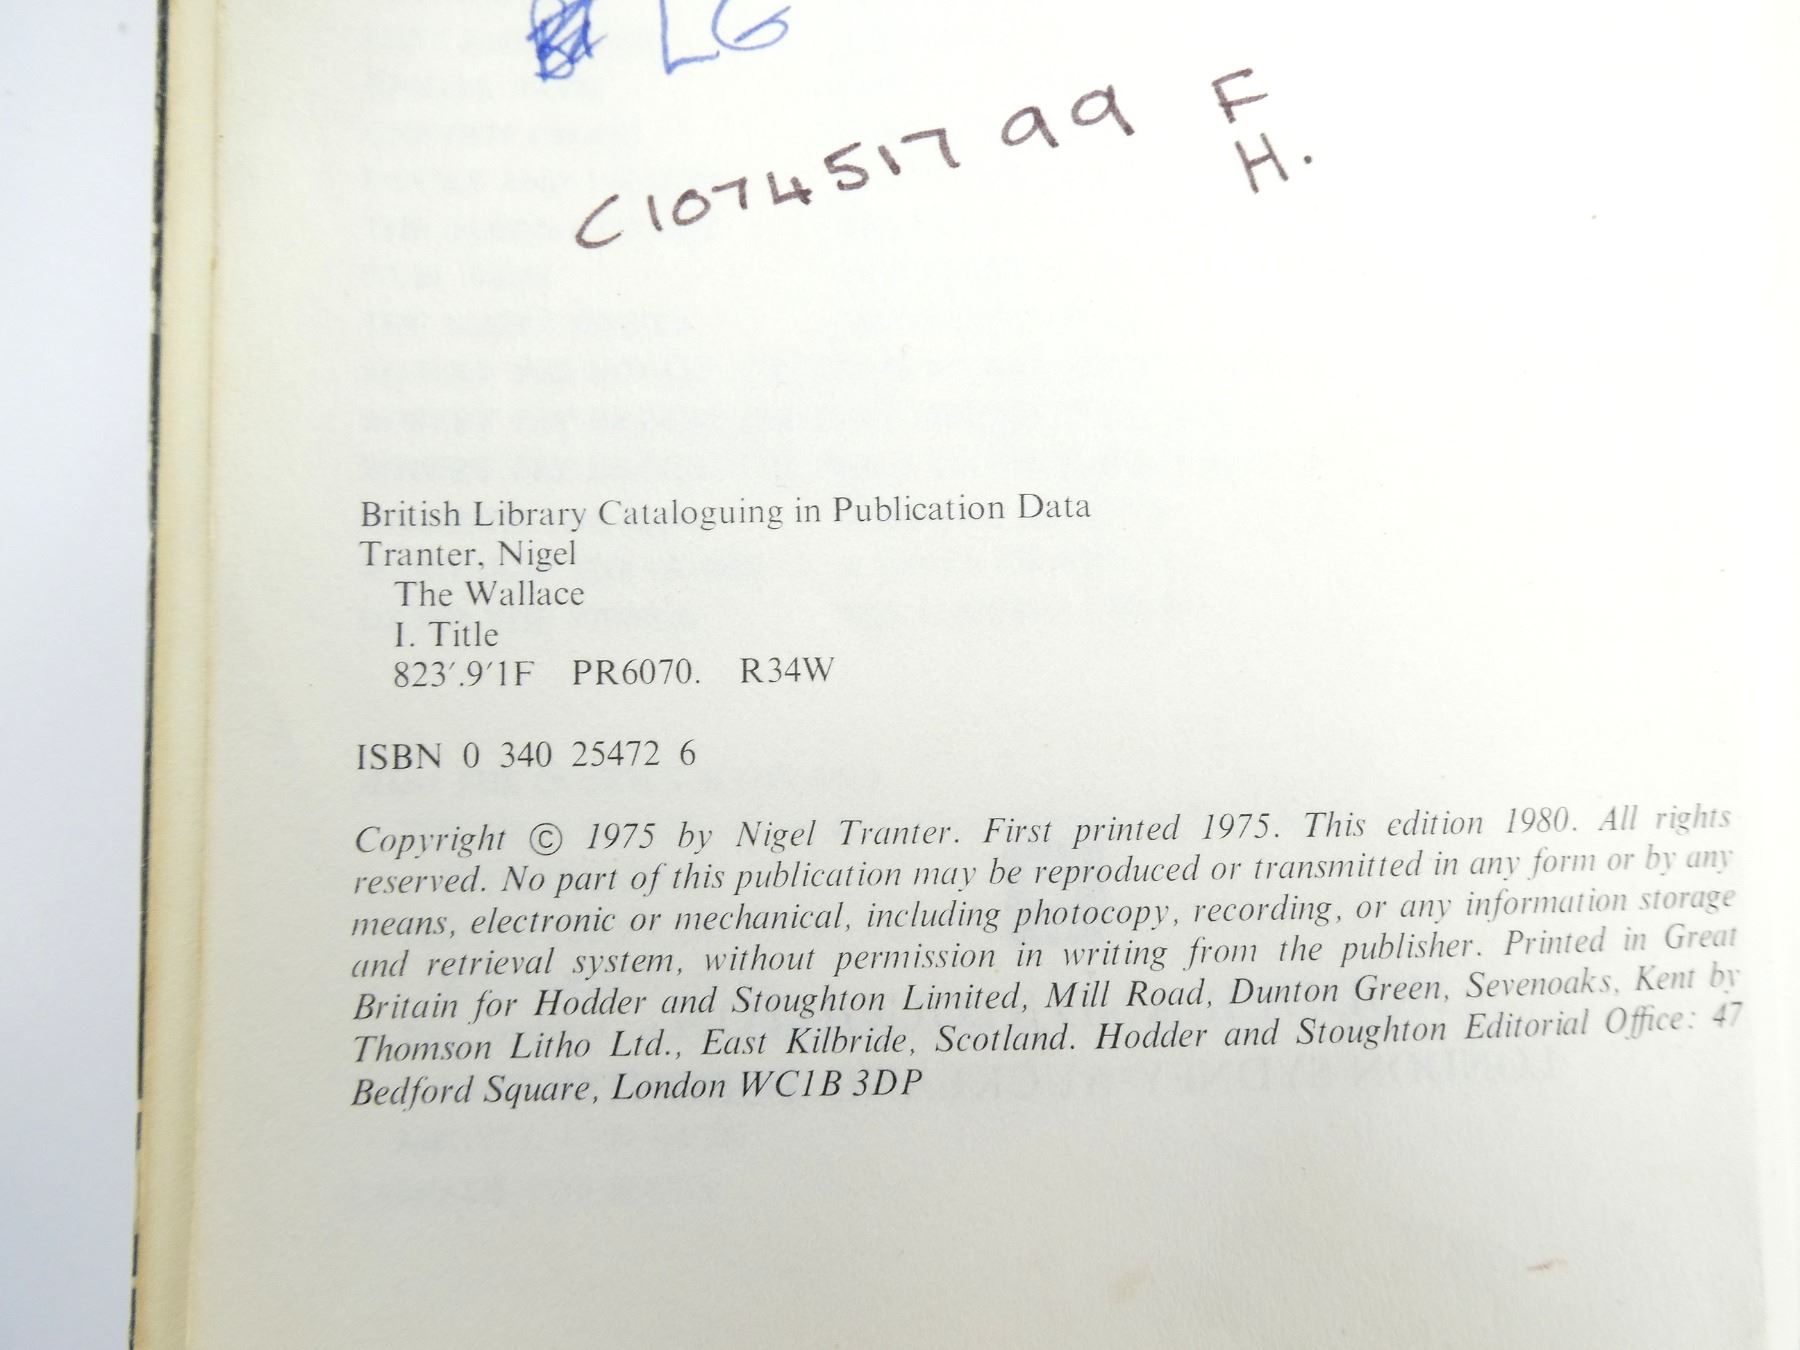 LG
C1074517 99 F
H.
British Library Cataloguing in Publication Data
Tranter, Nigel
The Wallace
I. Title
823′.9′1F PR6070. R34W
ISBN 0 340 25472 6
Copyright © 1975 by Nigel Tranter. First printed 1975. This edition 1980. All rights
reserved. No part of this publication may be reproduced or transmitted in any form or by any
means, electronic or mechanical, including photocopy, recording, or any information storage
and retrieval system, without permission in writing from the publisher. Printed in Great
Britain for Hodder and Stoughton Limited, Mill Road, Dunton Green, Sevenoaks, Kent by
Thomson Litho Ltd., East Kilbride, Scotland. Hodder and Stoughton Editorial Office: 47
Bedford Square, London WC1B 3DP